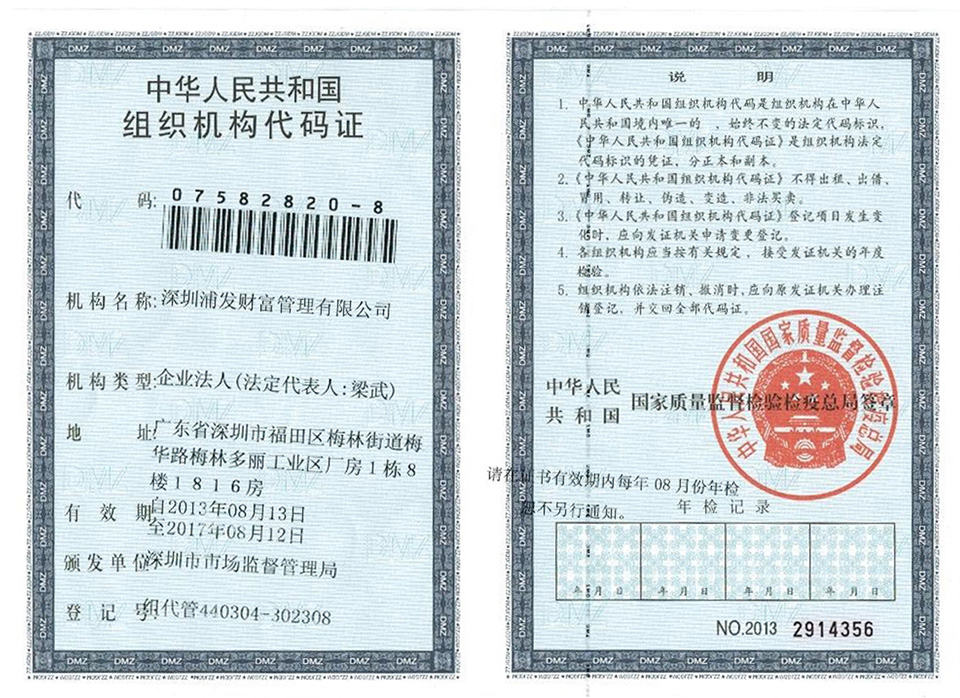 中华人民共和国
组织机构代码证
代 码: 07582820-8
机构名称: 深圳浦发财富管理有限公司
机构类型: 企业法人(法定代表人:梁武)
地 址: 广东省深圳市福田区梅林街道梅
华路梅林多丽工业区厂房1栋8
楼1816房
有 效 期 自2013年08月13日
至2017年08月12日
颁发单位 深圳市市场监督管理局
登 记 号: 组代管440304-302308
说 明
1. 中华人民共和国组织机构代码是组织机构在中华人
民共和国境内唯一的 、始终不变的法定代码标识,
《中华人民共和国组织机构代码证》是组织机构法定
代码标识的凭证, 分正本和副本。
2.《中华人民共和国组织机构代码证》不得出租、出借、
冒用、转让、伪造、变造、非法买卖。
3.《中华人民共和国组织机构代码证》登记项目发生变
化时, 应向发证机关申请变更登记。
4. 各组织机构应当按有关规定 , 接受发证机关的年度
检验。
5. 组织机构依法注销、撤消时, 应向原发证机关办理注
销登记, 并交回全部代码证。
中华人民共和国国家质量监督检验检疫总局
中华人民
共 和 国 国家质量监督检验检疫总局签章
请在证书有效期内每年08月份年检
恕不另行通知。
年 检 记 录
年 月 日 年 月 日 年 月 日 年 月 日
NO.2013 2914356